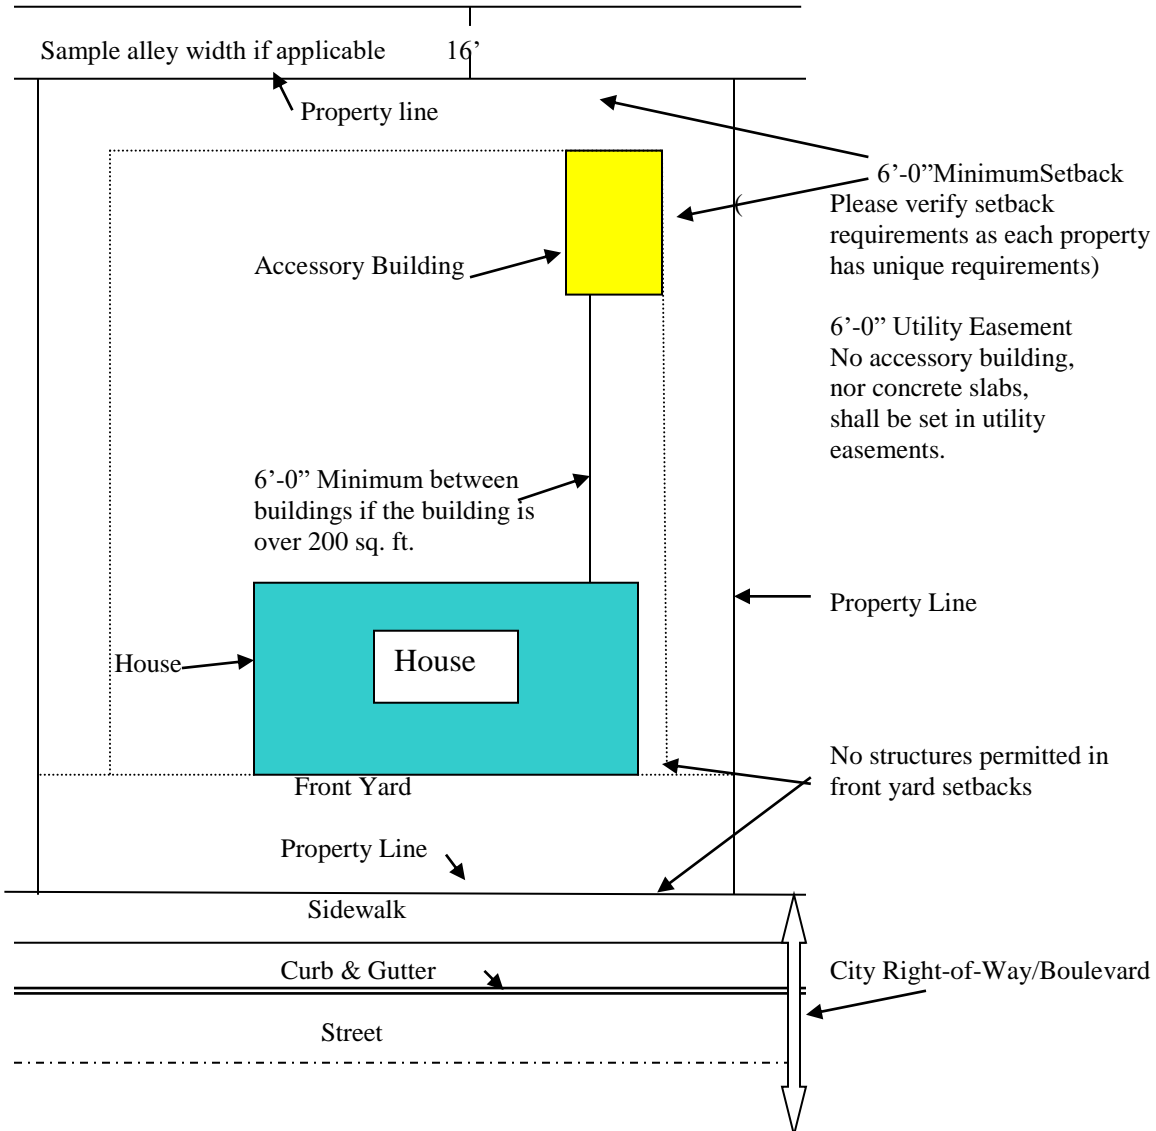 Sample alley width if applicable 16’
Property line
6’-0”MinimumSetback
(
Please verify setback
requirements as each property
has unique requirements)
Accessory Building
6’-0” Utility Easement
No accessory building,
nor concrete slabs,
shall be set in utility
easements.
6’-0” Minimum between
buildings if the building is
over 200 sq. ft.
Property Line
House
House
No structures permitted in
front yard setbacks
Front Yard
Property Line
Sidewalk
Curb & Gutter
City Right-of-Way/Boulevard
Street